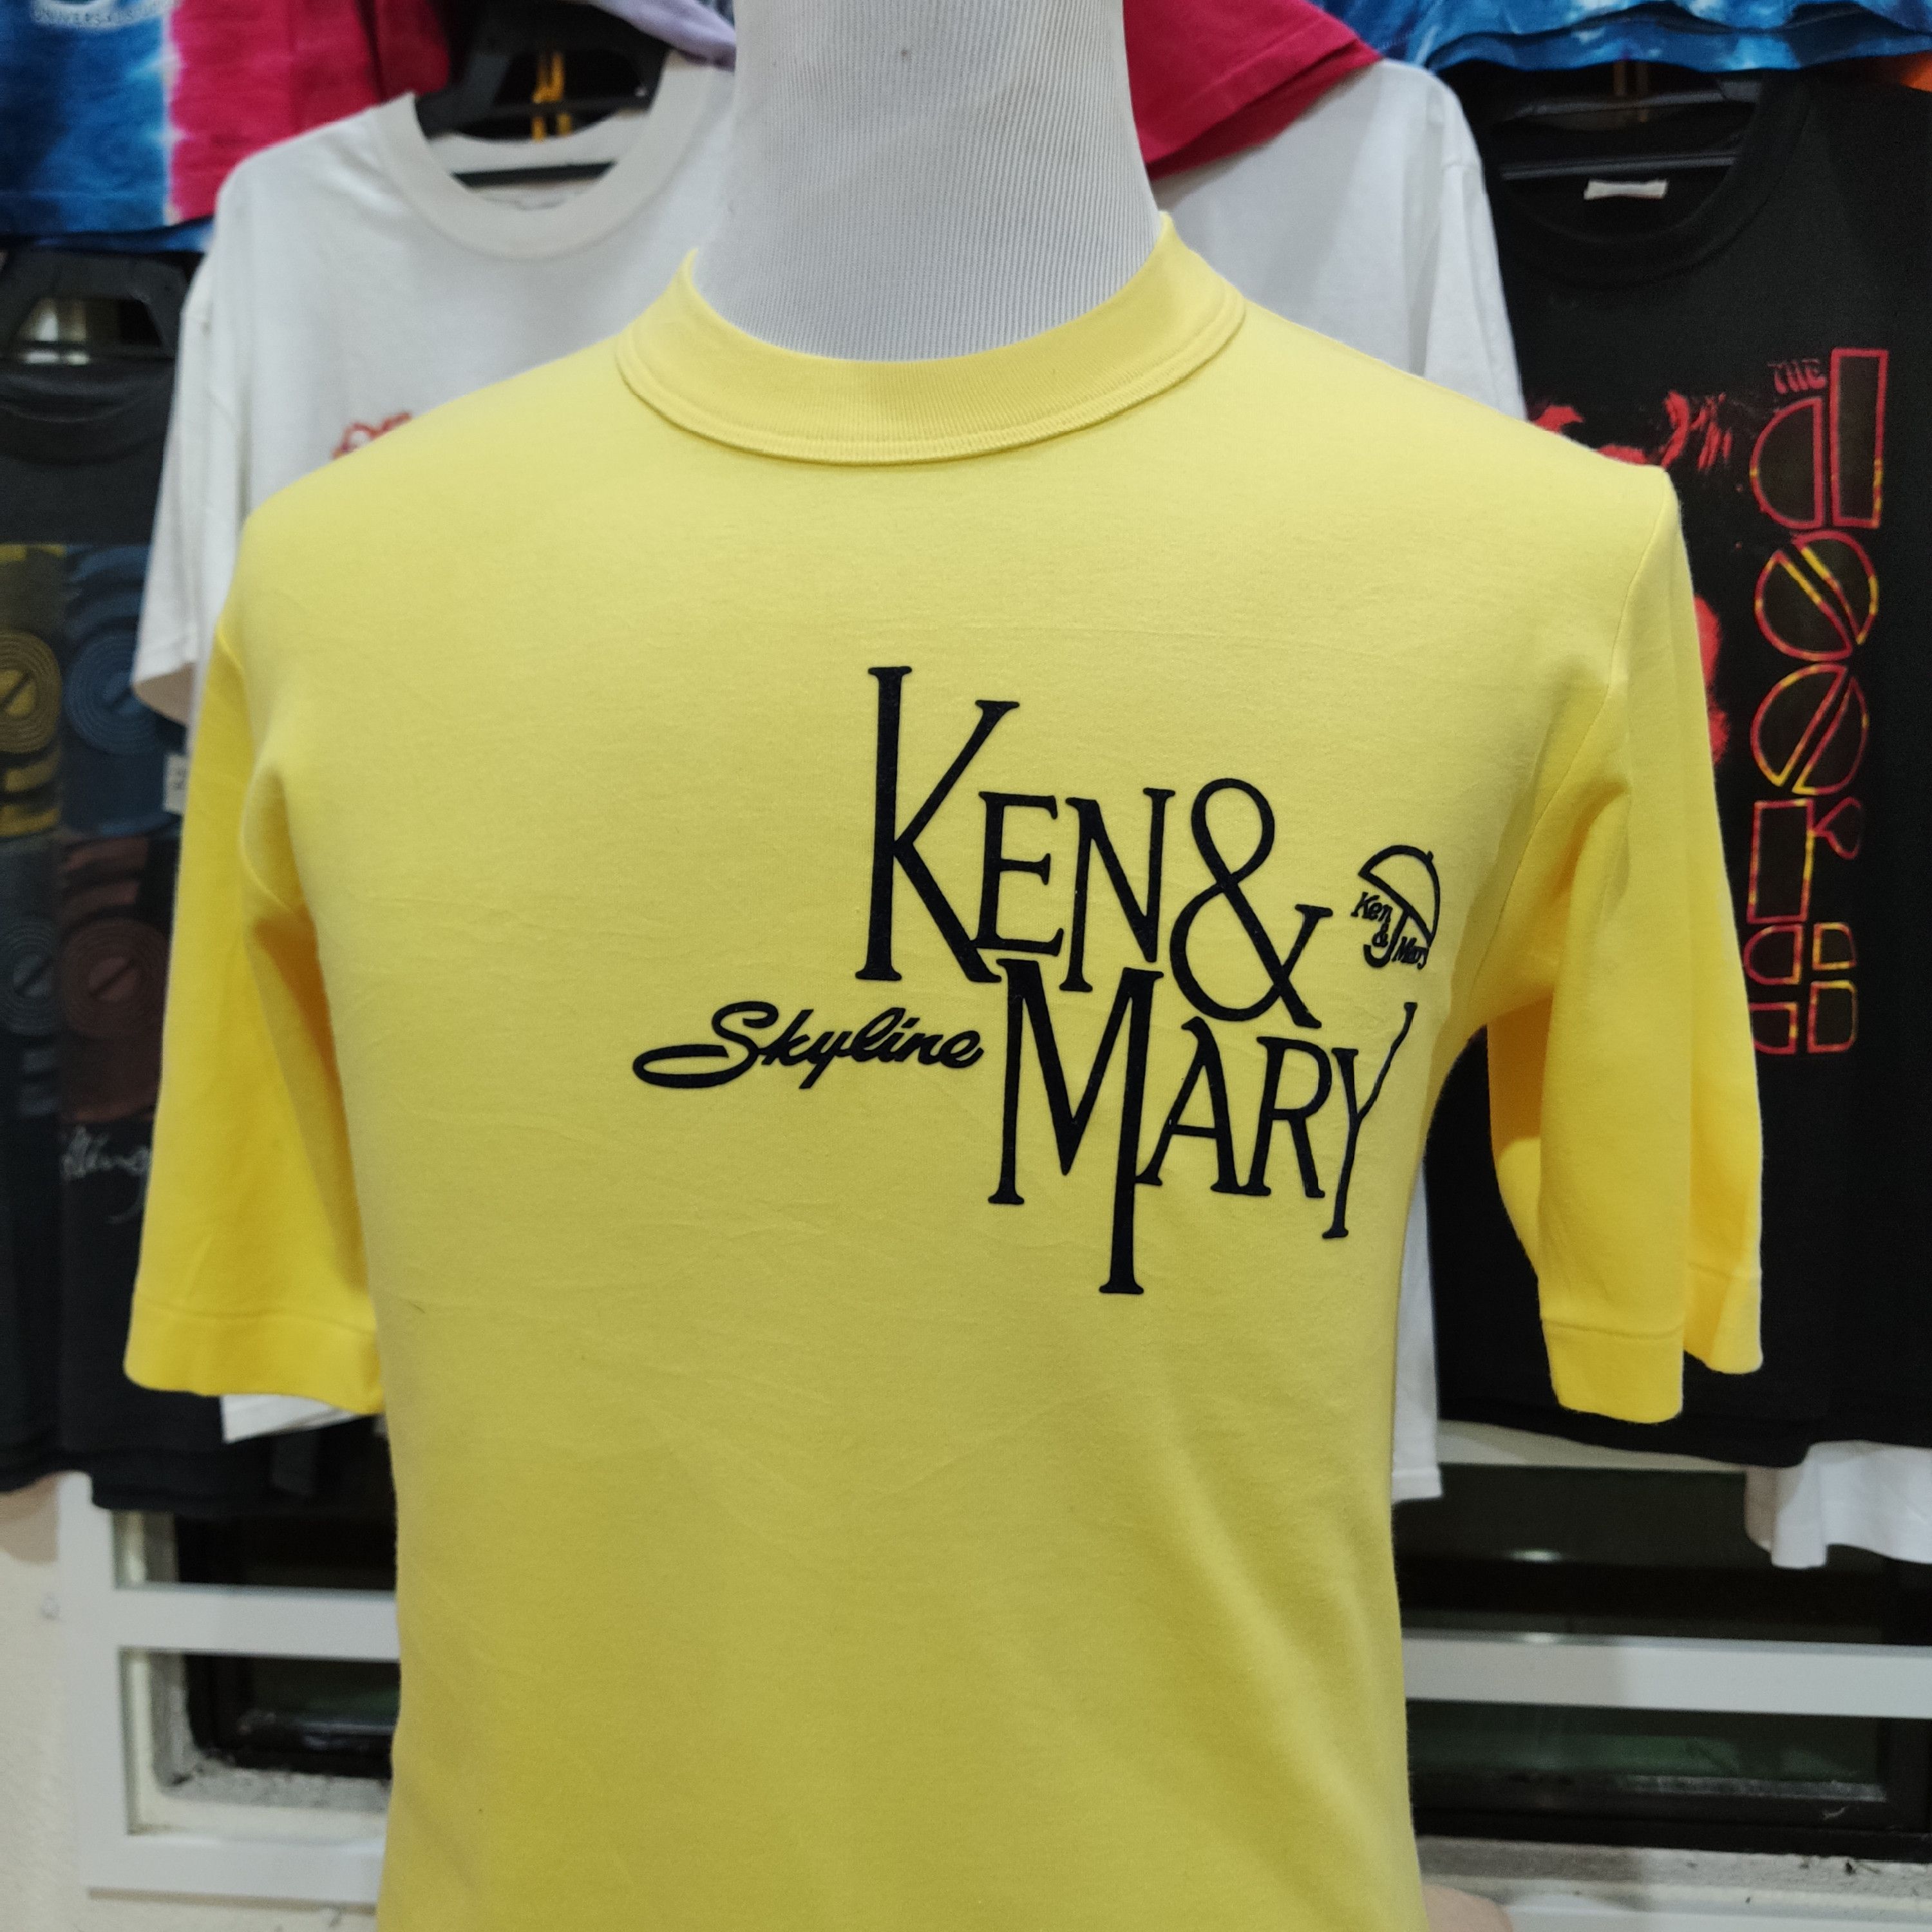 KEN &
Ken
&
Mary
Skyline
MARY
THE
dOORS